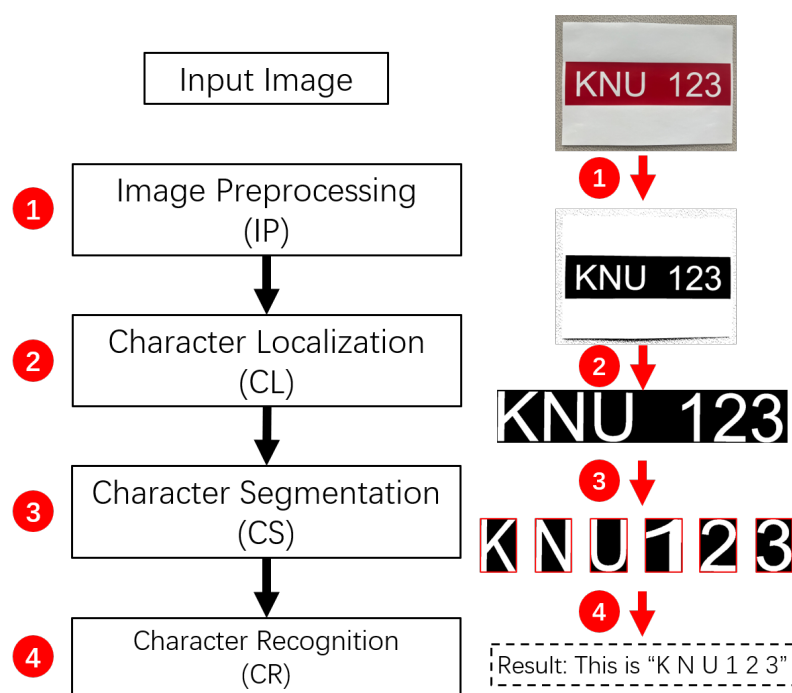 Input Image
1
Image Preprocessing
(IP)
2
Character Localization
(CL)
3
Character Segmentation
(CS)
4
Character Recognition
(CR)
KNU 123
1
KNU 123
2
KNU 123
3
K N U 1 2 3
4
Result: This is “K N U 1 2 3”